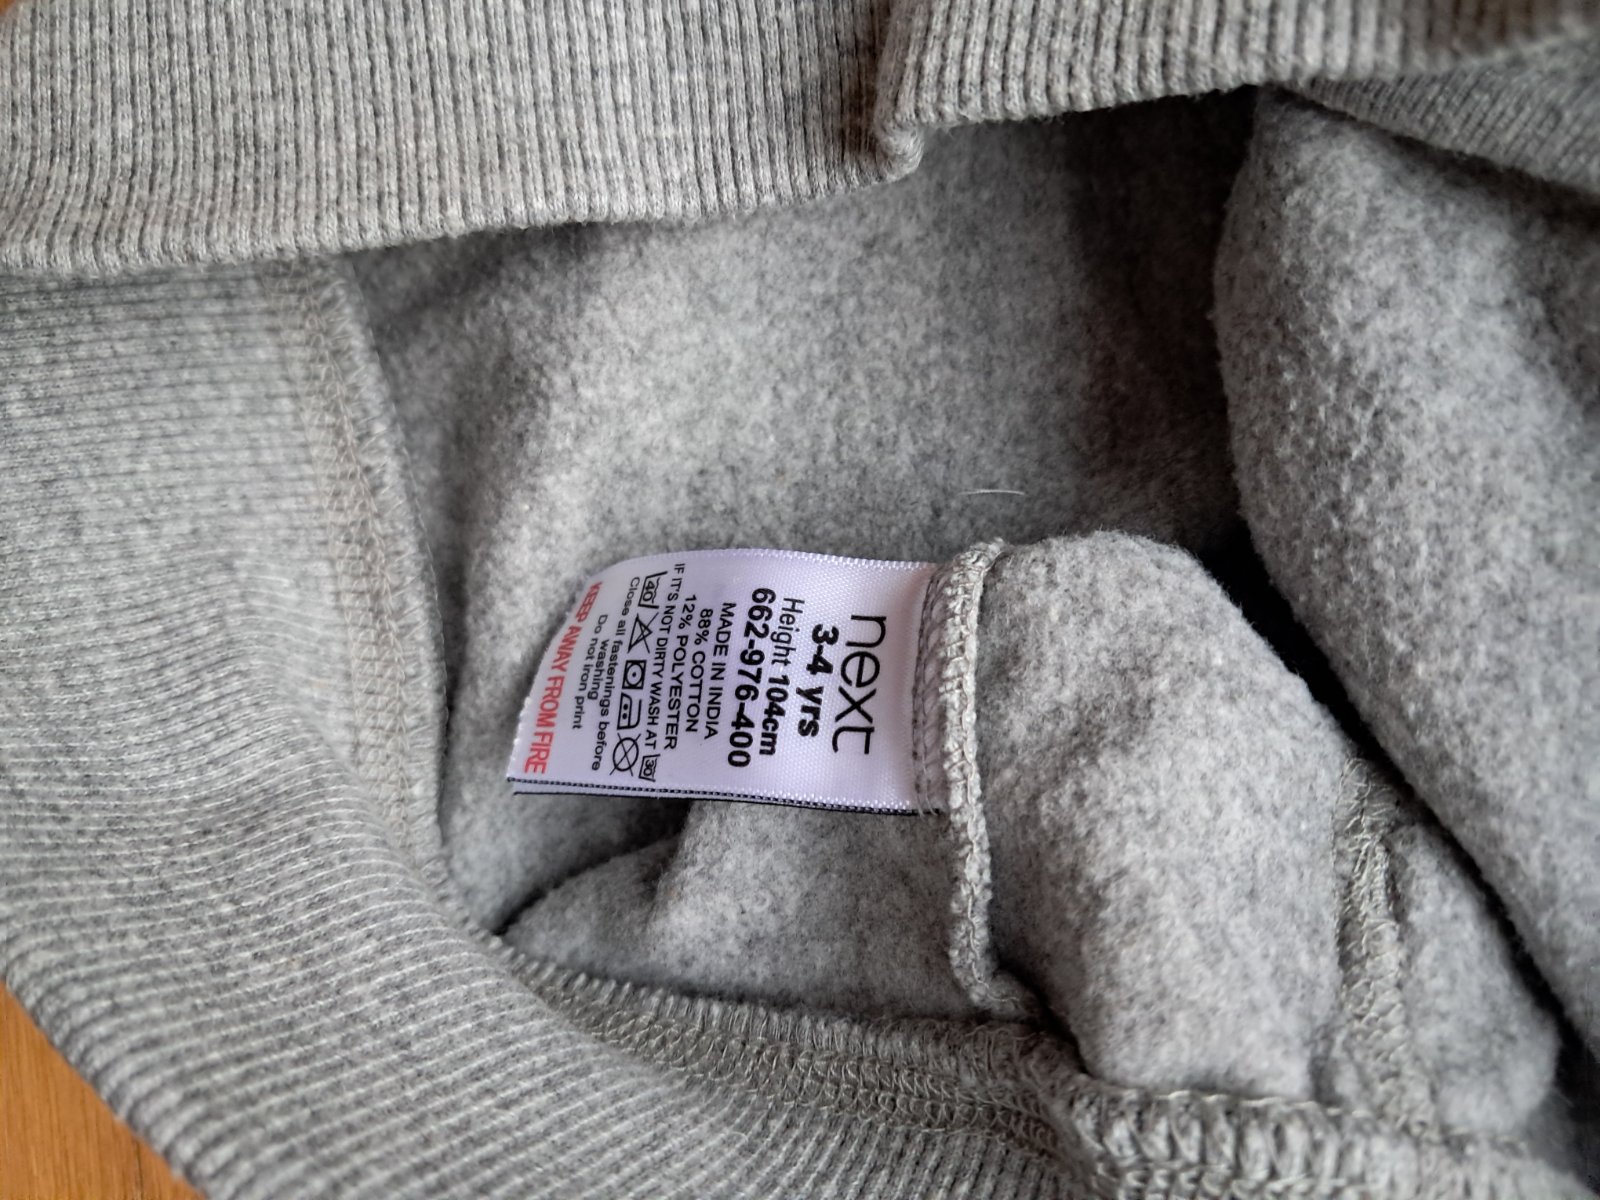 next
3-4 yrs
Height 104cm
662-976-400
MADE IN INDIA
88% COTTON
12% POLYESTER
IF IT'S NOT DIRTY WASH AT 30
40
Close all fastenings before
washing
Do not iron print
KEEP AWAY FROM FIRE